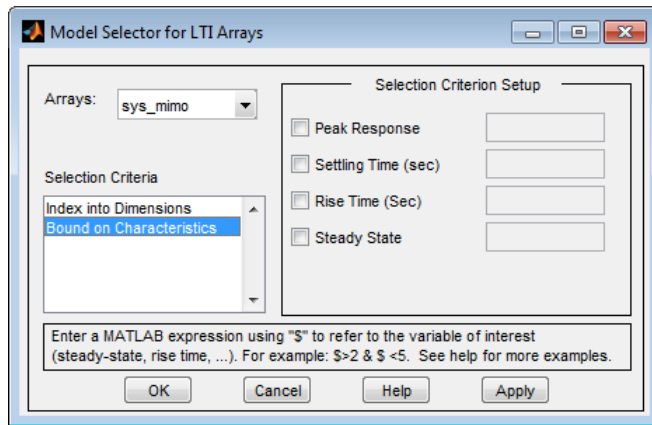 Model Selector for LTI Arrays
Arrays:
sys_mimo
Selection Criteria
Index into Dimensions
Bound on Characteristics
Selection Criterion Setup
Peak Response
Settling Time (sec)
Rise Time (Sec)
Steady State
Enter a MATLAB expression using "$" to refer to the variable of interest
(steady-state, rise time, ...). For example: $>2 & $ <5. See help for more examples.
OK
Cancel
Help
Apply